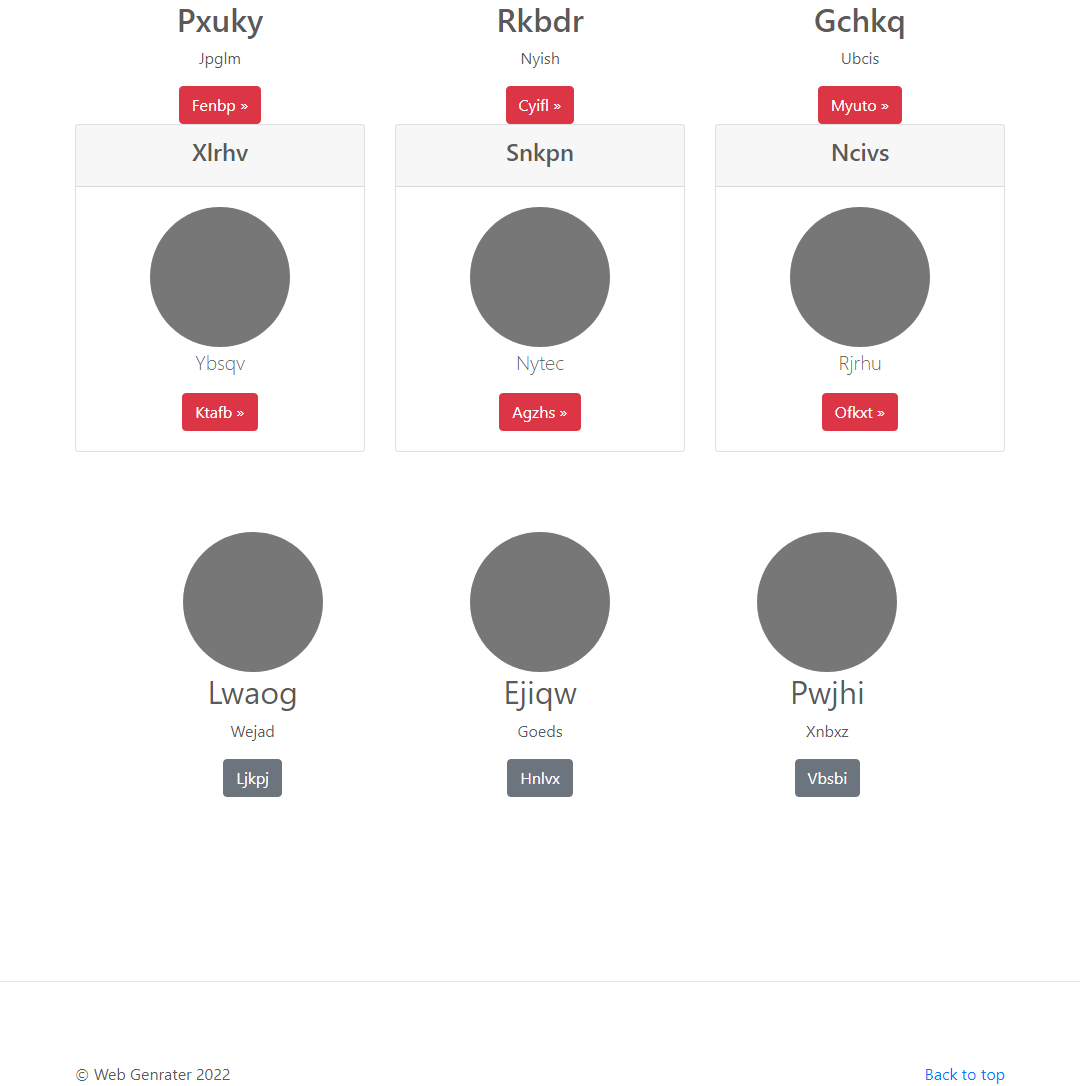 Pxuky Rkbdr Gchkq
Jpglm Nyish Ubcis
Fenbp » Cyifl » Myuto »
Xlrhv Snkpn Ncivs
Ybsqv Nytec Rjrhu
Ktafb » Agzhs » Ofkxt »
Lwaog Ejiqw Pwjhi
Wejad Goeds Xnbxz
Ljkpj Hnlvx Vbsbi
© Web Genrater 2022 Back to top